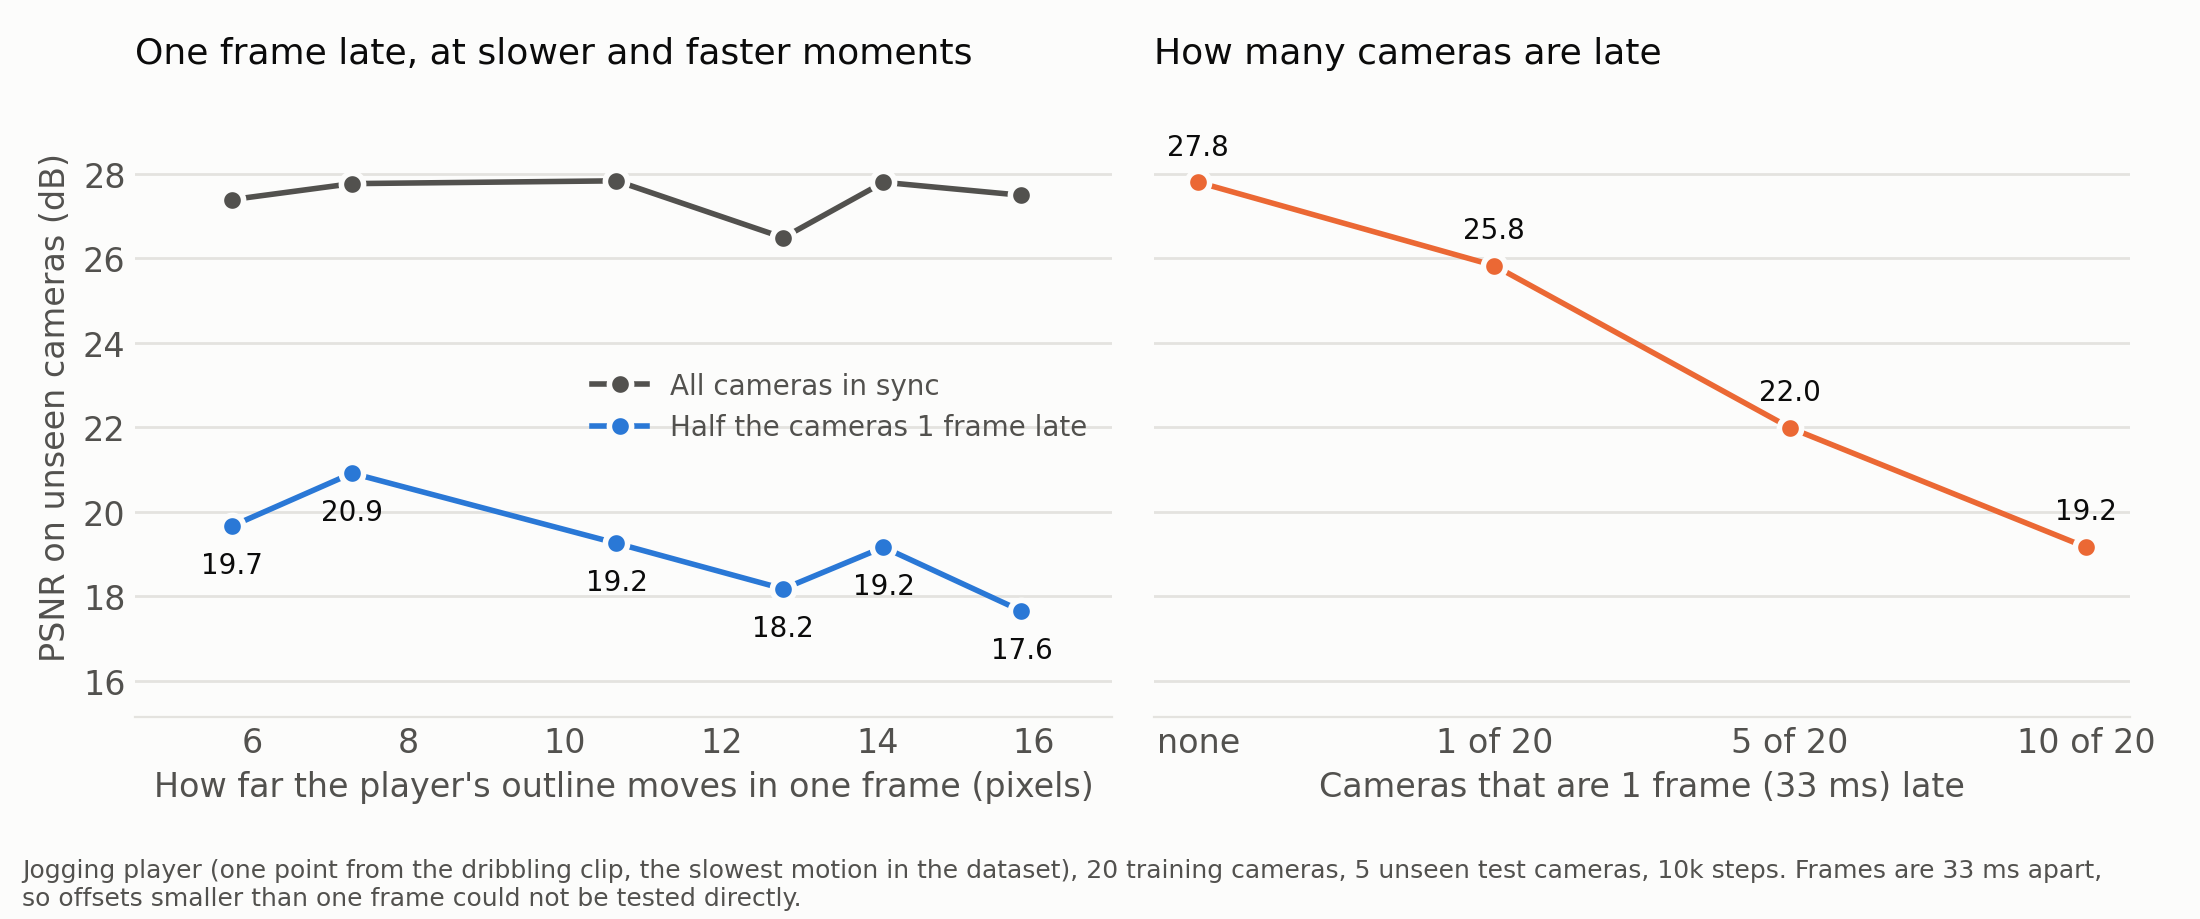 One frame late, at slower and faster moments
How many cameras are late
PSNR on unseen cameras (dB)
28
26
24
22
20
18
16
All cameras in sync
Half the cameras 1 frame late
19.7
20.9
19.2
18.2
19.2
17.6
6
8
10
12
14
16
How far the player's outline moves in one frame (pixels)
27.8
25.8
22.0
19.2
none
1 of 20
5 of 20
10 of 20
Cameras that are 1 frame (33 ms) late
Jogging player (one point from the dribbling clip, the slowest motion in the dataset), 20 training cameras, 5 unseen test cameras, 10k steps. Frames are 33 ms apart,
so offsets smaller than one frame could not be tested directly.